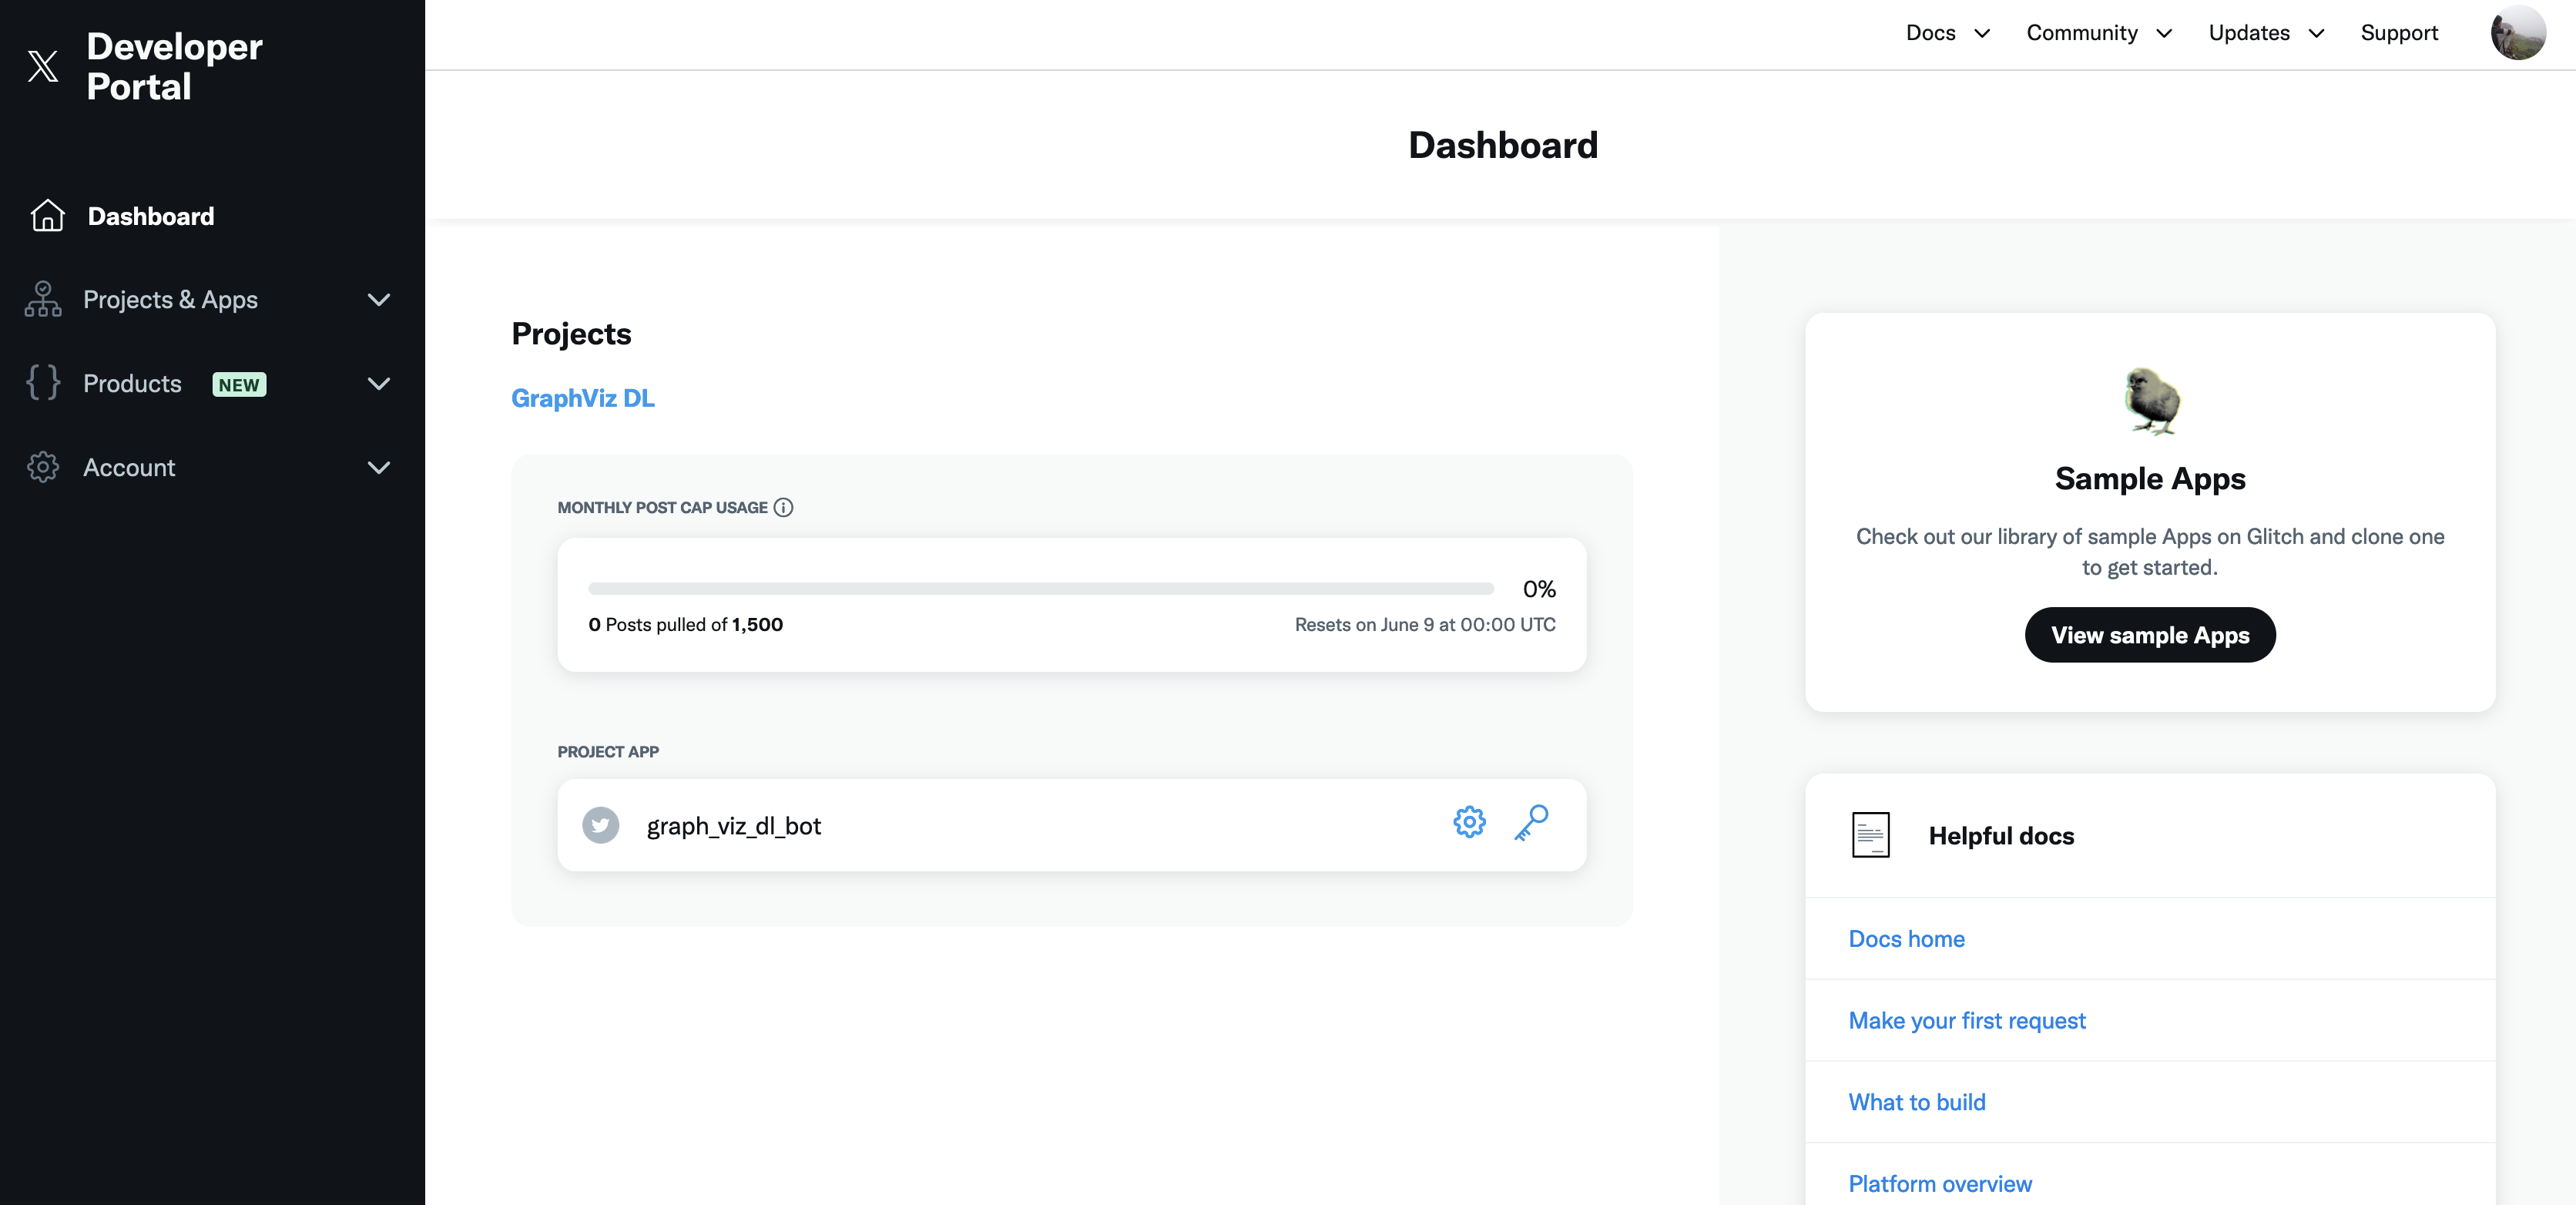 Developer
Portal
Dashboard
Projects & Apps
Products NEW
Account
Docs Community Updates Support
Dashboard
Projects
GraphViz DL
MONTHLY POST CAP USAGE
0%
0 Posts pulled of 1,500 Resets on June 9 at 00:00 UTC
PROJECT APP
graph_viz_dl_bot
Sample Apps
Check out our library of sample Apps on Glitch and clone one
to get started.
View sample Apps
Helpful docs
Docs home
Make your first request
What to build
Platform overview